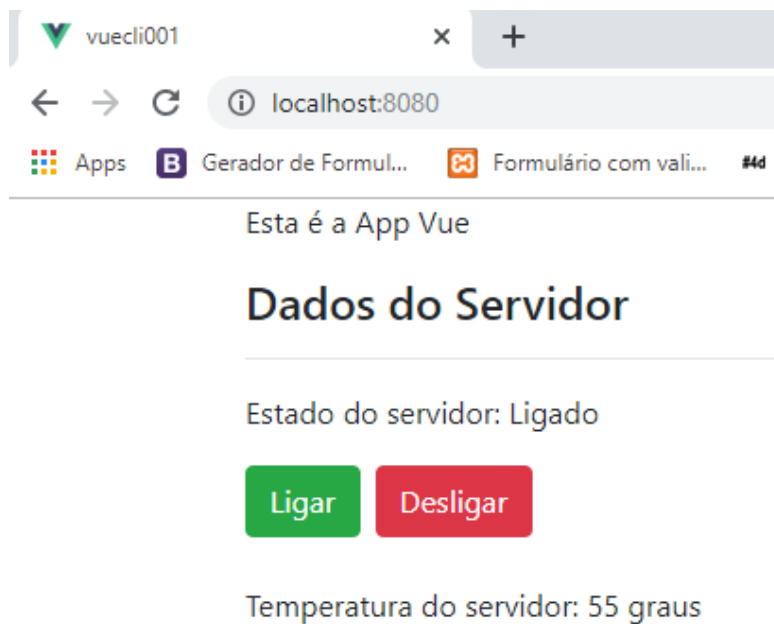 vuecli001
localhost:8080
Apps B Gerador de Formul... Formulário com vali... #4d
Esta é a App Vue
Dados do Servidor
Estado do servidor: Ligado
Ligar Desligar
Temperatura do servidor: 55 graus